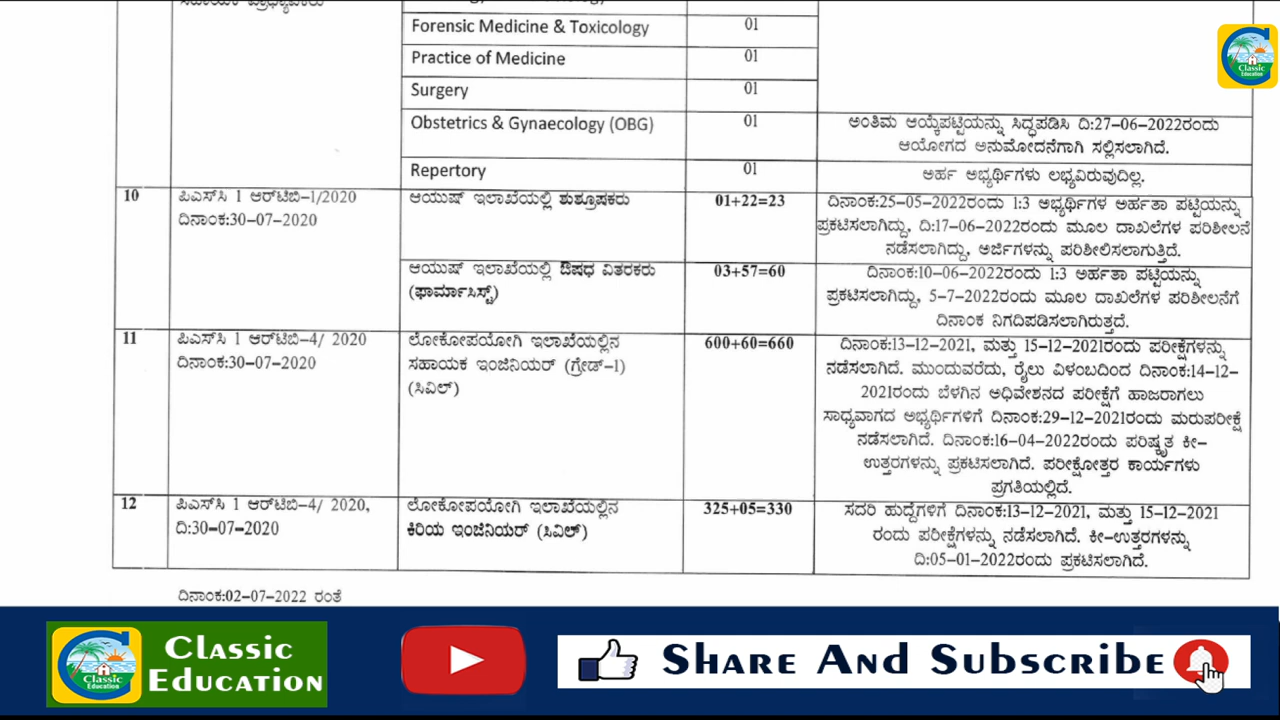 ಸಹಾಯಕ ಪ್ರಾಧ್ಯಾಪಕರು
Forensic Medicine & Toxicology 01
Practice of Medicine 01
Surgery 01
Obstetrics & Gynaecology (OBG) 01 ಅಂತಿಮ ಆಯ್ಕೆಪಟ್ಟಿಯನ್ನು ಸಿದ್ಧಪಡಿಸಿ ದಿ:27-06-2022ರಂದು
ಆಯೋಗದ ಅನುಮೋದನೆಗಾಗಿ ಸಲ್ಲಿಸಲಾಗಿದೆ.
Repertory 01 ಅರ್ಹ ಅಭ್ಯರ್ಥಿಗಳು ಲಭ್ಯವಿರುವುದಿಲ್ಲ.
10 ಪಿಎಸ್‌ಸಿ 1 ಆರ್‌ಟಿಬಿ-1/2020 ಆಯುಷ್ ಇಲಾಖೆಯಲ್ಲಿ ಶುಶ್ರೂಷಕರು 01+22=23 ದಿನಾಂಕ:25-05-2022ರಂದು 1:3 ಅಭ್ಯರ್ಥಿಗಳ ಅರ್ಹತಾ ಪಟ್ಟಿಯನ್ನು
ದಿನಾಂಕ:30-07-2020 ಪ್ರಕಟಿಸಲಾಗಿದ್ದು, ದಿ:17-06-2022ರಂದು ಮೂಲ ದಾಖಲೆಗಳ ಪರಿಶೀಲನೆ
ನಡೆಸಲಾಗಿದ್ದು, ಅರ್ಜಿಗಳನ್ನು ಪರಿಶೀಲಿಸಲಾಗುತ್ತಿದೆ.
ಆಯುಷ್ ಇಲಾಖೆಯಲ್ಲಿ ಔಷಧ ವಿತರಕರು 03+57=60 ದಿನಾಂಕ:10-06-2022ರಂದು 1:3 ಅರ್ಹತಾ ಪಟ್ಟಿಯನ್ನು
(ಫಾರ್ಮಾಸಿಸ್ಟ್) ಪ್ರಕಟಿಸಲಾಗಿದ್ದು, 5-7-2022ರಂದು ಮೂಲ ದಾಖಲೆಗಳ ಪರಿಶೀಲನೆಗೆ
ದಿನಾಂಕ ನಿಗದಿಪಡಿಸಲಾಗಿರುತ್ತದೆ.
11 ಪಿಎಸ್‌ಸಿ 1 ಆರ್‌ಟಿಬಿ-4/ 2020 ಲೋಕೋಪಯೋಗಿ ಇಲಾಖೆಯಲ್ಲಿನ 600+60=660 ದಿನಾಂಕ:13-12-2021, ಮತ್ತು 15-12-2021ರಂದು ಪರೀಕ್ಷೆಗಳನ್ನು
ದಿನಾಂಕ:30-07-2020 ಸಹಾಯಕ ಇಂಜಿನಿಯರ್ (ಗ್ರೇಡ್-1) ನಡೆಸಲಾಗಿದೆ. ಮುಂದುವರೆದು, ರೈಲು ವಿಳಂಬದಿಂದ ದಿನಾಂಕ:14-12-
(ಸಿವಿಲ್) 2021ರಂದು ಬೆಳಗಿನ ಅಧಿವೇಶನದ ಪರೀಕ್ಷೆಗೆ ಹಾಜರಾಗಲು
ಸಾಧ್ಯವಾಗದ ಅಭ್ಯರ್ಥಿಗಳಿಗೆ ದಿನಾಂಕ:29-12-2021ರಂದು ಮರುಪರೀಕ್ಷೆ
ನಡೆಸಲಾಗಿದೆ. ದಿನಾಂಕ:16-04-2022ರಂದು ಪರಿಷ್ಕೃತ ಕೀ-
ಉತ್ತರಗಳನ್ನು ಪ್ರಕಟಿಸಲಾಗಿದೆ. ಪರೀಕ್ಷೋತ್ತರ ಕಾರ್ಯಗಳು
ಪ್ರಗತಿಯಲ್ಲಿದೆ.
12 ಪಿಎಸ್‌ಸಿ 1 ಆರ್‌ಟಿಬಿ-4/ 2020, ಲೋಕೋಪಯೋಗಿ ಇಲಾಖೆಯಲ್ಲಿನ 325+05=330 ಸದರಿ ಹುದ್ದೆಗಳಿಗೆ ದಿನಾಂಕ:13-12-2021, ಮತ್ತು 15-12-2021
ದಿ:30-07-2020 ಕಿರಿಯ ಇಂಜಿನಿಯರ್ (ಸಿವಿಲ್) ರಂದು ಪರೀಕ್ಷೆಗಳನ್ನು ನಡೆಸಲಾಗಿದೆ. ಕೀ-ಉತ್ತರಗಳನ್ನು
ದಿ:05-01-2022ರಂದು ಪ್ರಕಟಿಸಲಾಗಿದೆ.
ದಿನಾಂಕ:02-07-2022 ರಂತೆ
Classic
Education
Classic
Education
Classic
Education
Share And Subscribe